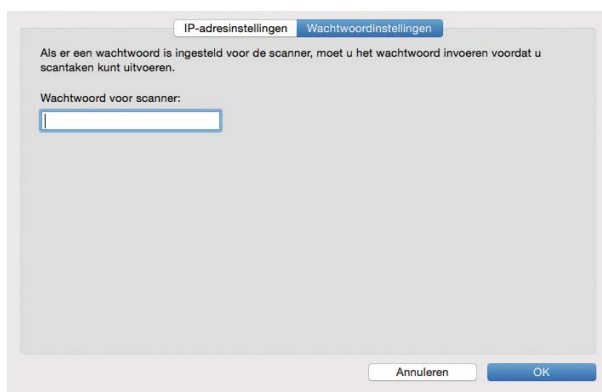 IP-adresinstellingen Wachtwoordinstellingen
Als er een wachtwoord is ingesteld voor de scanner, moet u het wachtwoord invoeren voordat u
scantaken kunt uitvoeren.
Wachtwoord voor scanner:
Annuleren OK